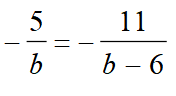 -5/b = -11/(b - 6)